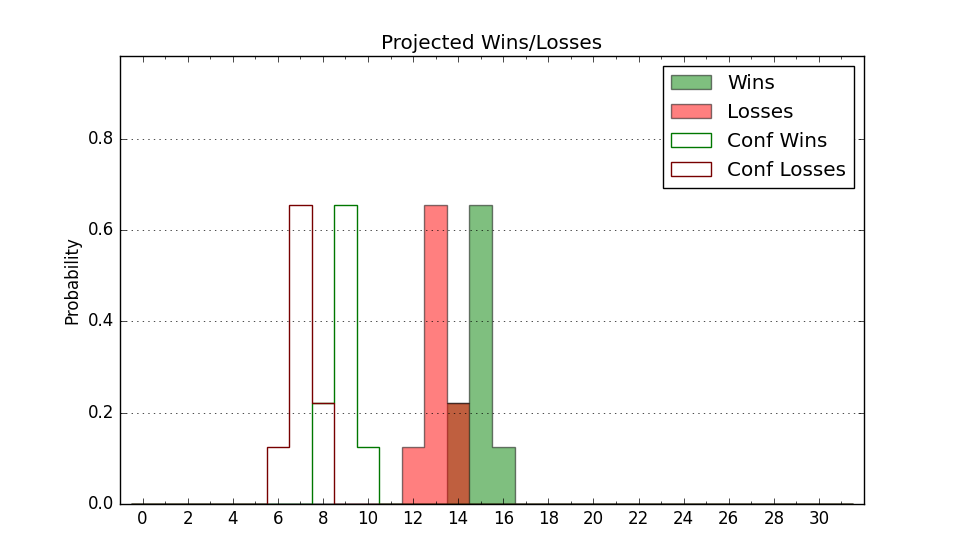 Projected Wins/Losses
Wins
Losses
Conf Wins
Conf Losses
Probability
0.8
0.6
0.4
0.2
0.0
0 2 4 6 8 10 12 14 16 18 20 22 24 26 28 30